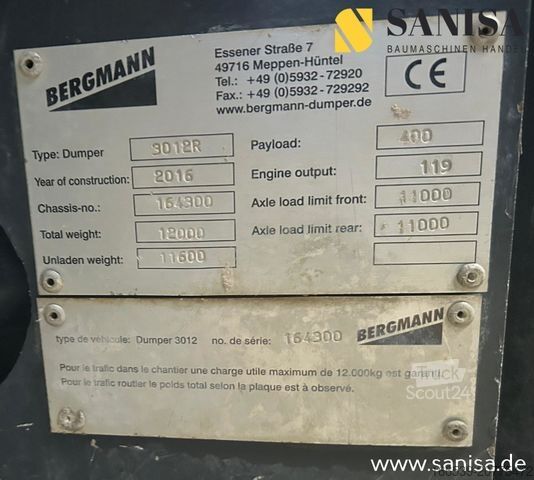 SANISA
BAUMASCHINEN HANDEL
BERGMANN
Essener Straße 7
49716 Meppen-Hüntel
Tel.: +49 (0)5932-72920
Fax.: +49 (0)5932-729292
www.bergmann-dumper.de
CE
Type: Dumper 3012R
Year of construction: 2016
Chassis-no.: 164300
Total weight: 12000
Unladen weight: 11600
Payload: 400
Engine output: 119
Axle load limit front: 11000
Axle load limit rear: 11000
type de véhicule: Dumper 3012 no. de série: 164300 BERGMANN
Pour le trafic dans le chantier une charge utile maximum de 12.000kg est garanti.
Pour le trafic routier le poids total selon la plaque est à observé.
Truck
Scout24
www.sanisa.de